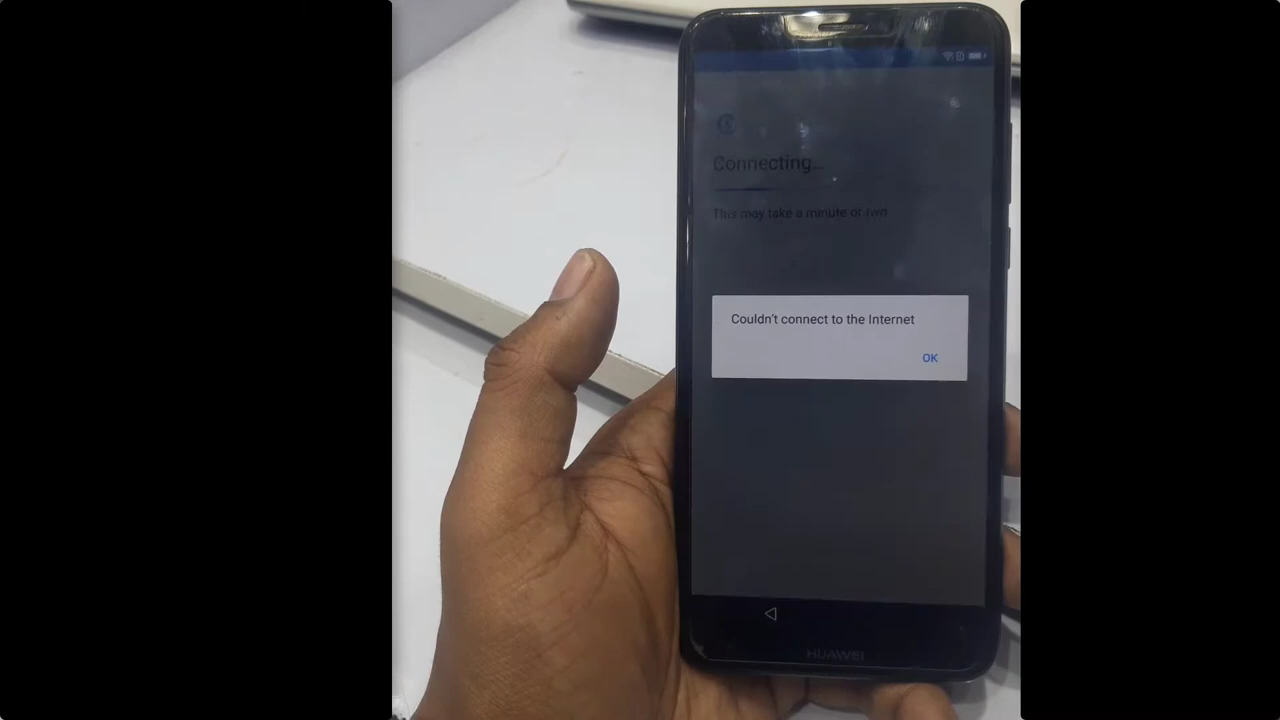 Connecting...
This may take a minute or two
Couldn't connect to the Internet
OK
HUAWEI